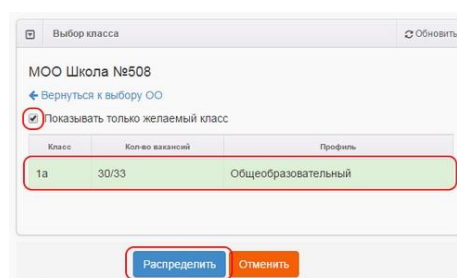 Выбор класса Обновить
МОО Школа №508
Вернуться к выбору ОО
Показывать только желаемый класс
Класс Кол-во вакансий Профиль
1а 30/33 Общеобразовательный
Распределить Отменить